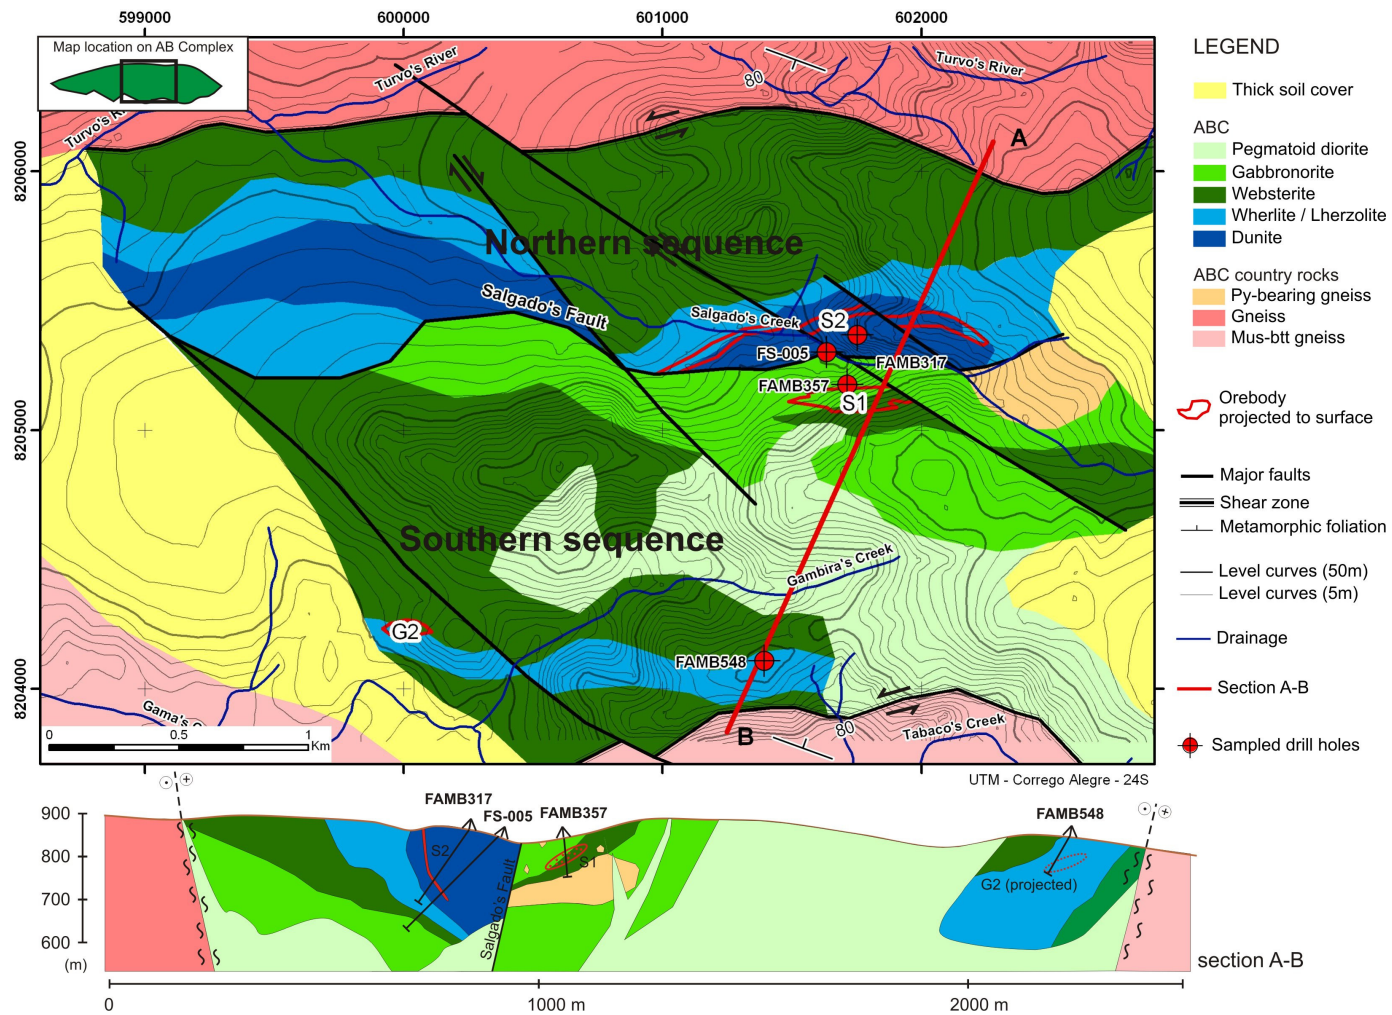 599000
600000
601000
602000
Map location on AB Complex
Turvo's River
Turvo's River
Turvo's R
80
A
8206000
8205000
8204000
Northern sequence
Salgado's Fault
Salgado's Creek
S2
FS-005
FAMB317
FAMB357
S1
Southern sequence
Gambira's Creek
G2
FAMB548
Gama's C
B
80
Tabaco's Creek
0
0.5
1
Km
UTM - Corrego Alegre - 24S
LEGEND
Thick soil cover
ABC
Pegmatoid diorite
Gabbronorite
Websterite
Wherlite / Lherzolite
Dunite
ABC country rocks
Py-bearing gneiss
Gneiss
Mus-btt gneiss
Orebody
projected to surface
Major faults
Shear zone
Metamorphic foliation
Level curves (50m)
Level curves (5m)
Drainage
Section A-B
Sampled drill holes
FAMB317
FS-005
FAMB357
FAMB548
900
800
700
600
(m)
S2
Salgado's Fault
S1
G2 (projected)
section A-B
0
1000 m
2000 m